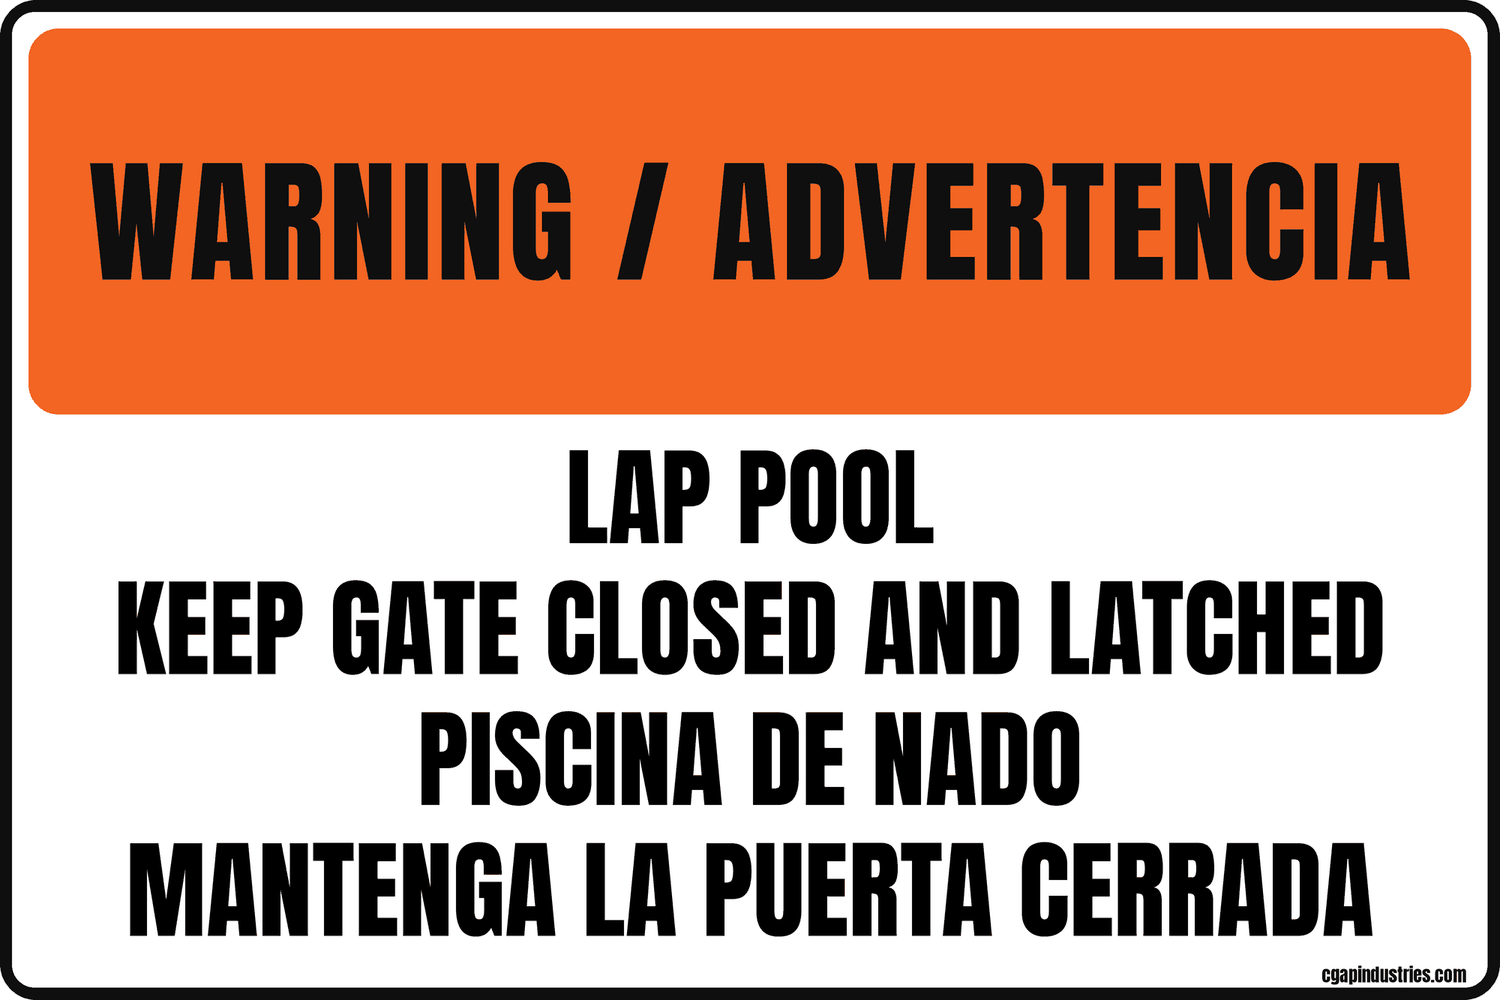 WARNING / ADVERTENCIA
LAP POOL
KEEP GATE CLOSED AND LATCHED
PISCINA DE NADO
MANTENGA LA PUERTA CERRADA
cgapindustries.com